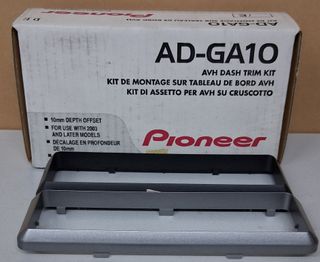 AD-GA10
AD-GA10
AVH DASH TRIM KIT
KIT DE MONTAGE SUR TABLEAU DE BORD AVH
KIT DI ASSETTO PER AVH SU CRUSCOTTO
10mm DEPTH OFFSET
FOR USE WITH 2003
AND LATER MODELS
DÉCALAGE EN PROFONDEUR
DE 10mm
Pioneer